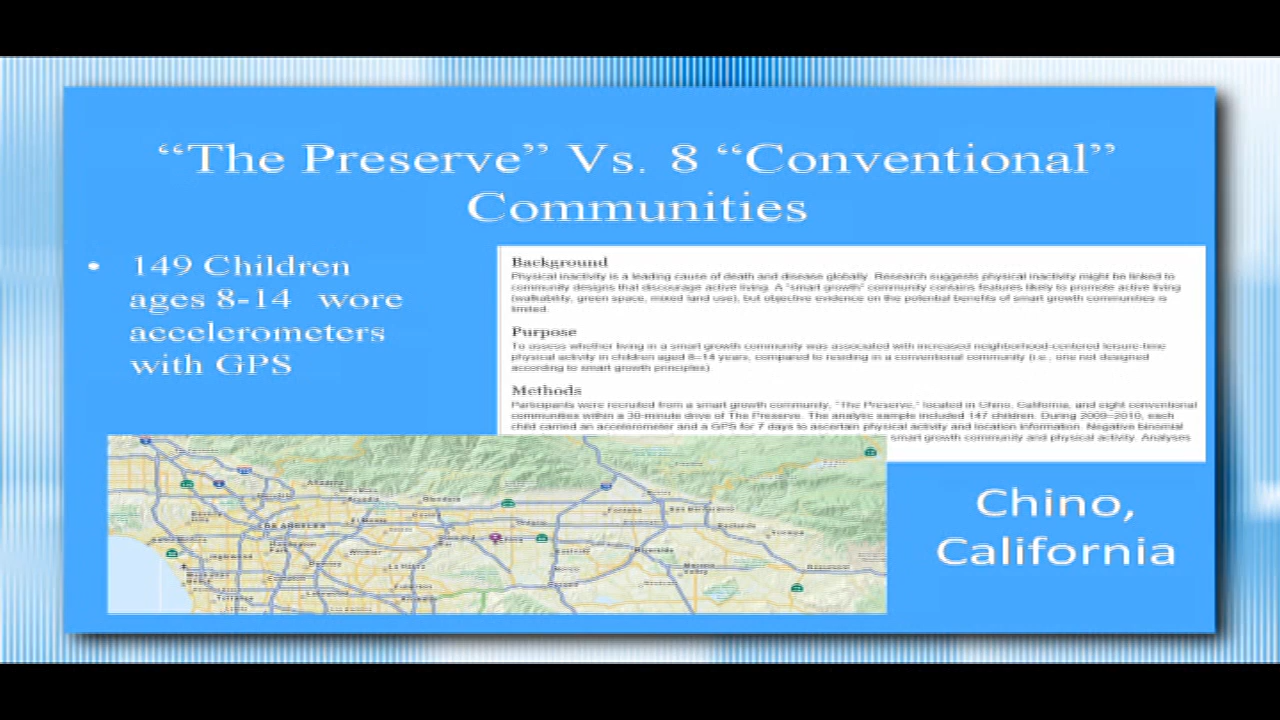 “The Preserve” Vs. 8 “Conventional”
Communities
• 149 Children
ages 8-14 wore
accelerometers
with GPS
Background
Physical inactivity is a leading cause of death and disease globally. Research suggests physical inactivity might be linked to
community designs that discourage active living. A "smart growth" community contains features likely to promote active living
(walkability, green space, mixed land use), but objective evidence on the potential benefits of smart growth communities is
limited.
Purpose
To assess whether living in a smart growth community was associated with increased neighborhood-centered leisure-time
physical activity in children aged 8–14 years, compared to residing in a conventional community (i.e., one not designed
according to smart growth principles).
Methods
Participants were recruited from a smart growth community, "The Preserve," located in Chino, California, and eight conventional
communities within a 30-minute drive of The Preserve. The analytic sample included 147 children. During 2009–2010, each
child carried an accelerometer and a GPS for 7 days to ascertain physical activity and location information. Negative binomial
smart growth community and physical activity. Analyses
LOS ANGELES
Riverside
Torrance
Compton
Chino,
California